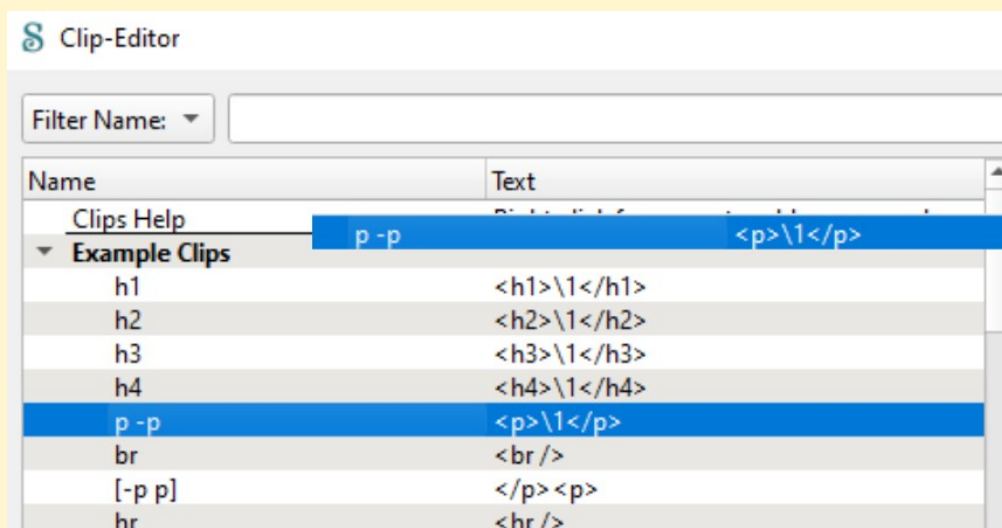 Clip-Editor
Filter Name:
Name Text
Clips Help
p -p <p>\1</p>
Example Clips
h1 <h1>\1</h1>
h2 <h2>\1</h2>
h3 <h3>\1</h3>
h4 <h4>\1</h4>
p -p <p>\1</p>
br <br />
[-p p] </p><p>
hr <hr />